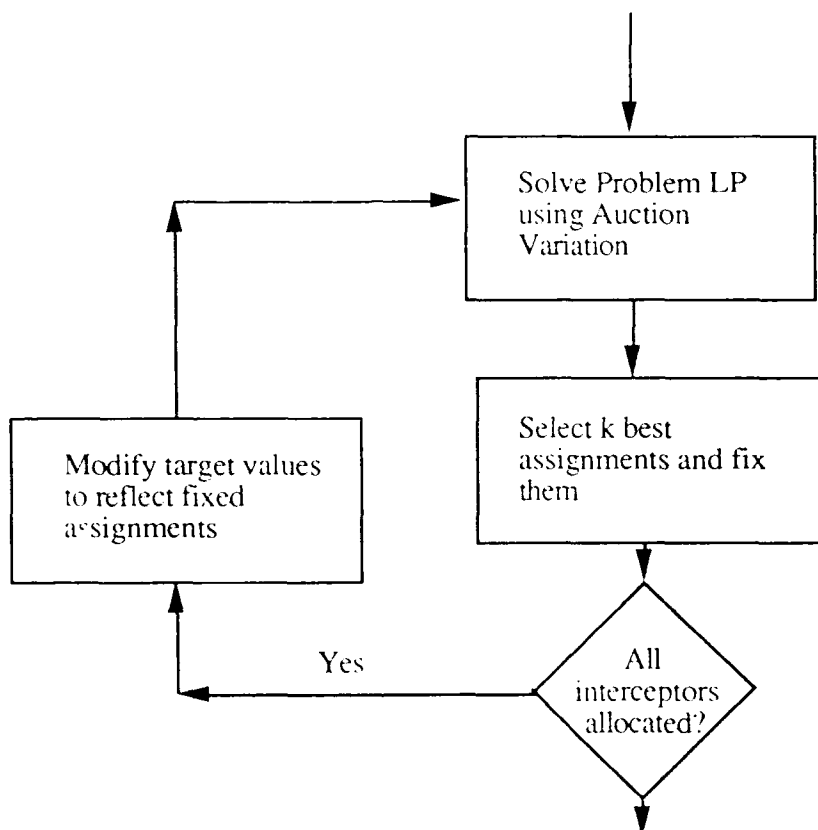 Solve Problem LP
using Auction
Variation
Select k best
assignments and fix
them
Modify target values
to reflect fixed
assignments
Yes
All
interceptors
allocated?